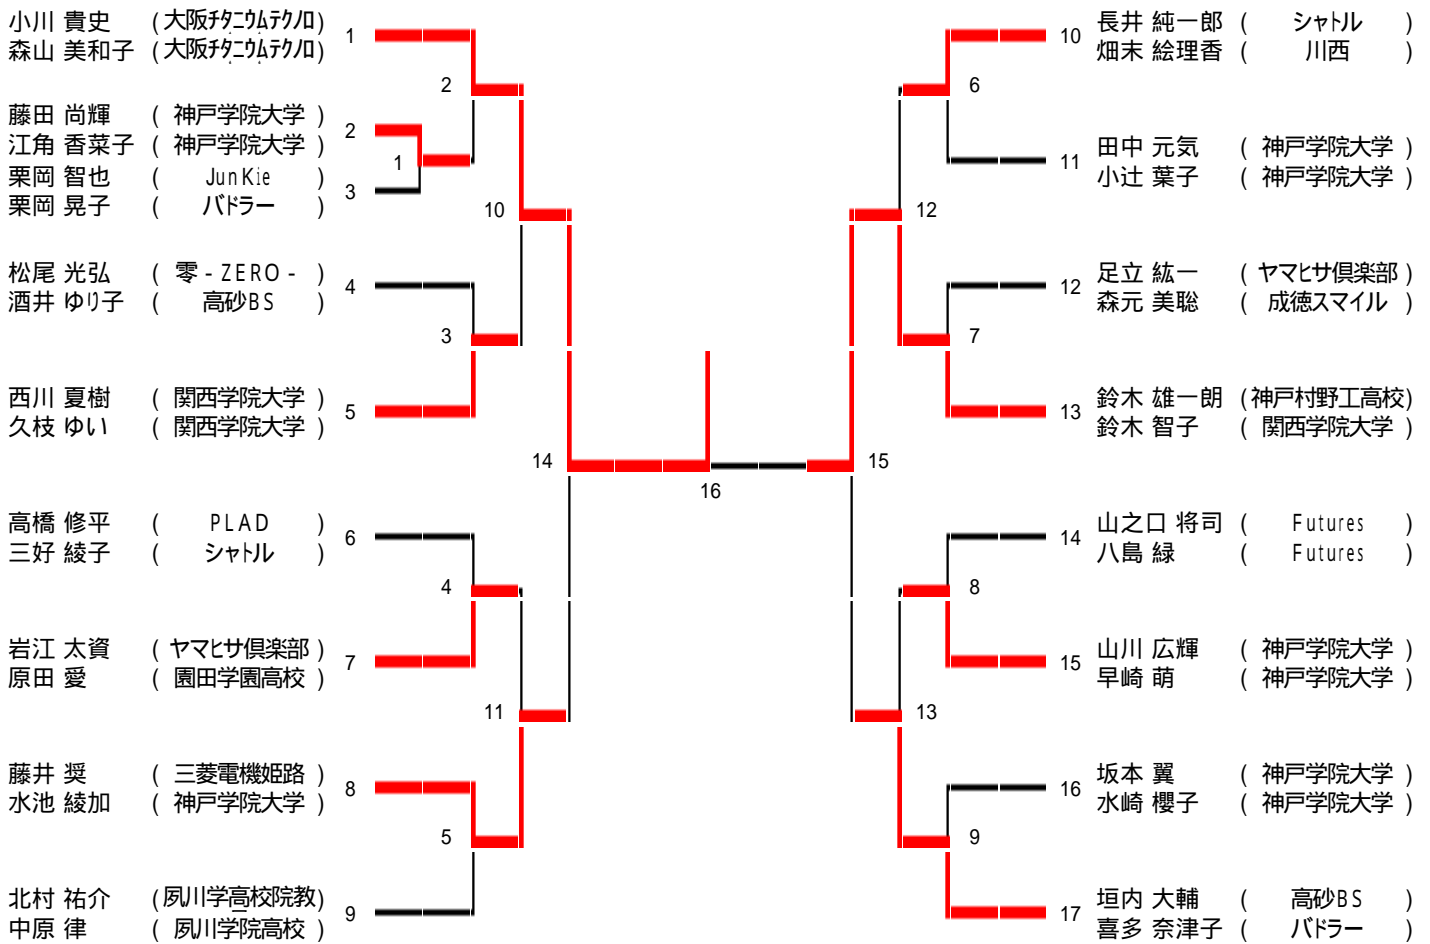 小川 貴史 ( 大阪ﾁﾀﾆｳﾑﾃｸﾉﾛ )
森山 美和子 ( 大阪ﾁﾀﾆｳﾑﾃｸﾉﾛ )
1
2
藤田 尚輝 ( 神戸学院大学 )
江角 香菜子 ( 神戸学院大学 )
2
1
栗岡 智也 ( JunKie )
栗岡 晃子 ( バドラー )
3
10
松尾 光弘 ( 零 - ZERO - )
酒井 ゆり子 ( 高砂BS )
4
3
西川 夏樹 ( 関西学院大学 )
久枝 ゆい ( 関西学院大学 )
5
14
16
高橋 修平 ( PLAD )
三好 綾子 ( シャトル )
6
4
岩江 太資 ( ヤマヒサ倶楽部 )
原田 愛 ( 園田学園高校 )
7
11
藤井 奨 ( 三菱電機姫路 )
水池 綾加 ( 神戸学院大学 )
8
5
北村 祐介 ( 夙川学高校院教 )
中原 律 ( 夙川学院高校 )
9
10
長井 純一郎 ( シャトル )
畑末 絵理香 ( 川西 )
6
11
田中 元気 ( 神戸学院大学 )
小辻 葉子 ( 神戸学院大学 )
12
12
足立 紘一 ( ヤマヒサ倶楽部 )
森元 美聡 ( 成徳スマイル )
7
13
鈴木 雄一朗 ( 神戸村野工高校 )
鈴木 智子 ( 関西学院大学 )
15
14
山之口 将司 ( Futures )
八島 緑 ( Futures )
8
15
山川 広輝 ( 神戸学院大学 )
早崎 萌 ( 神戸学院大学 )
13
16
坂本 翼 ( 神戸学院大学 )
水崎 櫻子 ( 神戸学院大学 )
9
17
垣内 大輔 ( 高砂BS )
喜多 奈津子 ( バドラー )